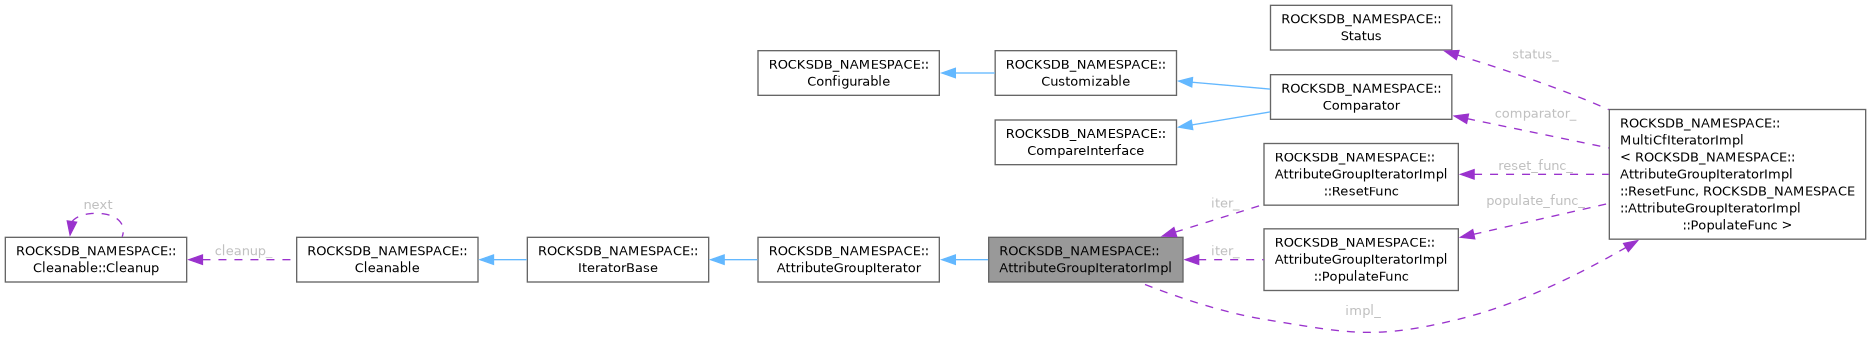 ROCKSDB_NAMESPACE::
Status
status_
ROCKSDB_NAMESPACE::
Configurable
ROCKSDB_NAMESPACE::
Customizable
ROCKSDB_NAMESPACE::
Comparator
comparator_
ROCKSDB_NAMESPACE::
CompareInterface
ROCKSDB_NAMESPACE::
AttributeGroupIteratorImpl
::ResetFunc
reset_func_
ROCKSDB_NAMESPACE::
MultiCfIteratorImpl
< ROCKSDB_NAMESPACE::
AttributeGroupIteratorImpl
::ResetFunc, ROCKSDB_NAMESPACE
::AttributeGroupIteratorImpl
::PopulateFunc >
next
iter_
populate_func_
ROCKSDB_NAMESPACE::
Cleanable::Cleanup
cleanup_
ROCKSDB_NAMESPACE::
Cleanable
ROCKSDB_NAMESPACE::
IteratorBase
ROCKSDB_NAMESPACE::
AttributeGroupIterator
ROCKSDB_NAMESPACE::
AttributeGroupIteratorImpl
iter_
ROCKSDB_NAMESPACE::
AttributeGroupIteratorImpl
::PopulateFunc
impl_